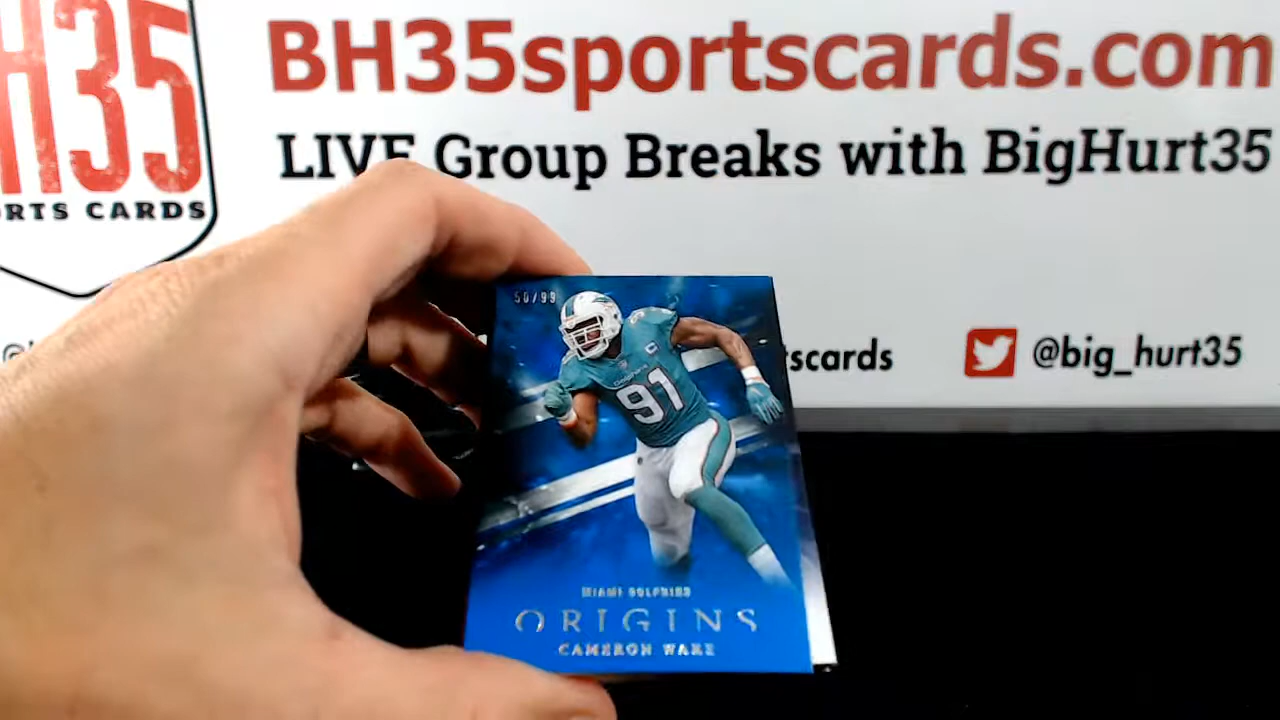 H35
RTS CARDS
BH35sportscards.com
LIVE Group Breaks with BigHurt35
scards
@big_hurt35
50/99
Dolphins
91
MIAMI DOLPHINS
ORIGINS
CAMERON WAKE